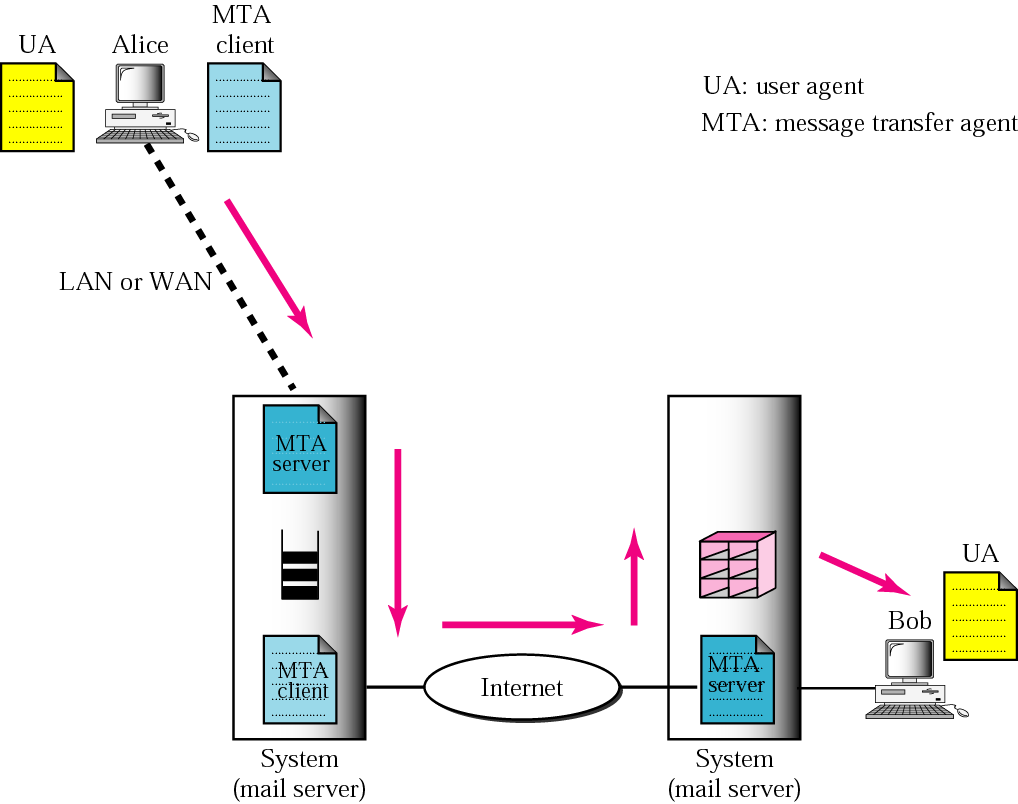 MTA
UA
Alice
client
UA: user agent
MTA: message transfer agent
LAN or WAN
MTA
server
UA
Bob
MTA
client
Internet
MTA
server
System
(mail server)
System
(mail server)